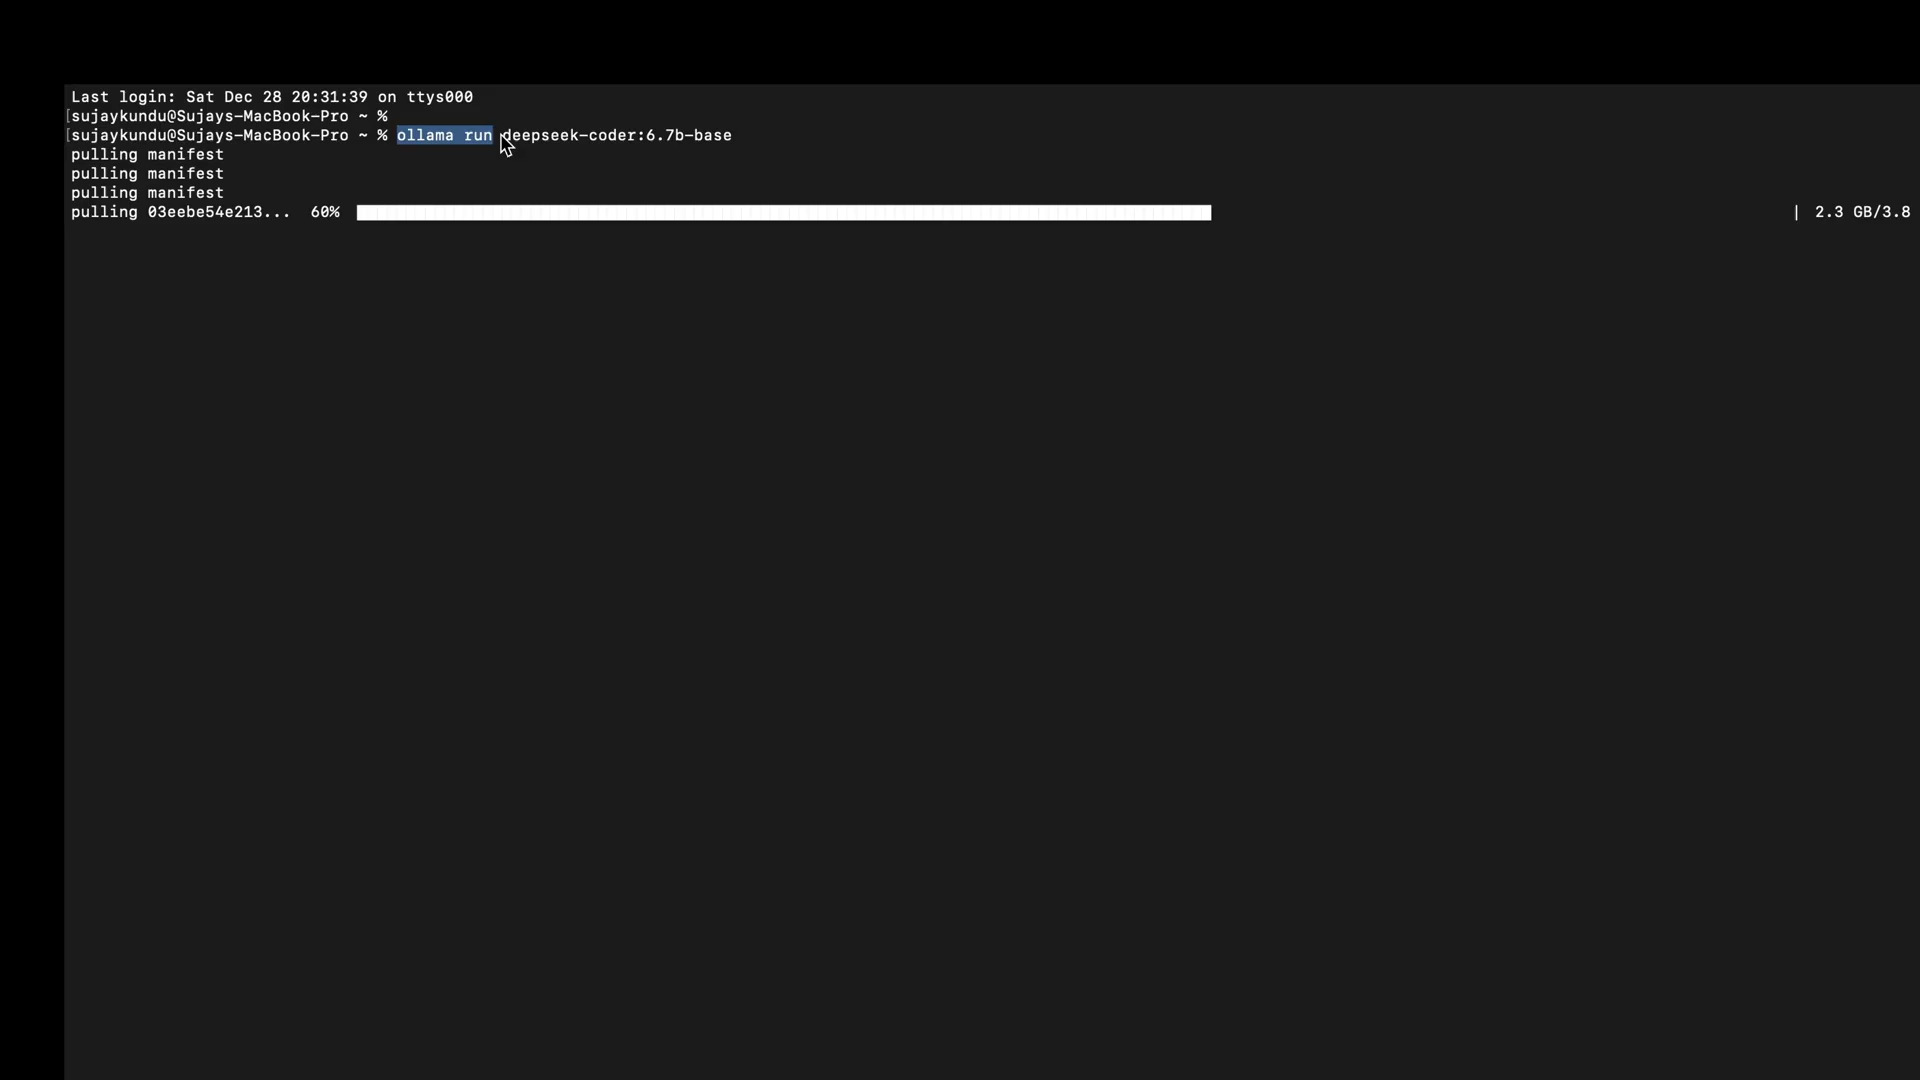 Last login: Sat Dec 28 20:31:39 on ttys000
[sujaykundu@Sujays-MacBook-Pro ~ %
[sujaykundu@Sujays-MacBook-Pro ~ % ollama run deepseek-coder:6.7b-base
pulling manifest
pulling manifest
pulling manifest
pulling 03eebe54e213... 60% | 2.3 GB/3.8